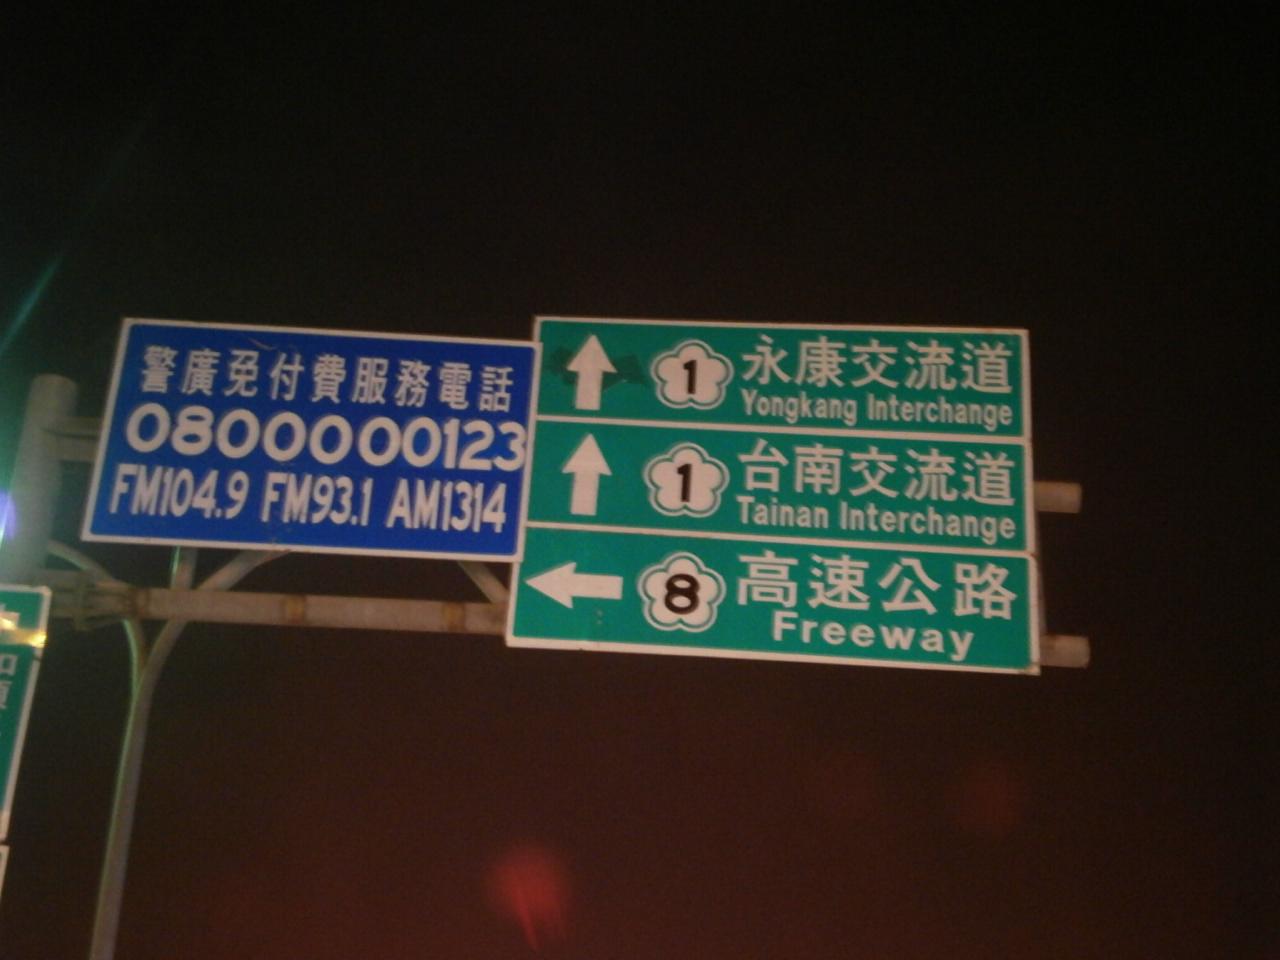 警廣免付費服務電話
0800000123
FM104.9 FM93.1 AM1314
1 永康交流道
Yongkang Interchange
1 台南交流道
Tainan Interchange
8 高速公路
Freeway